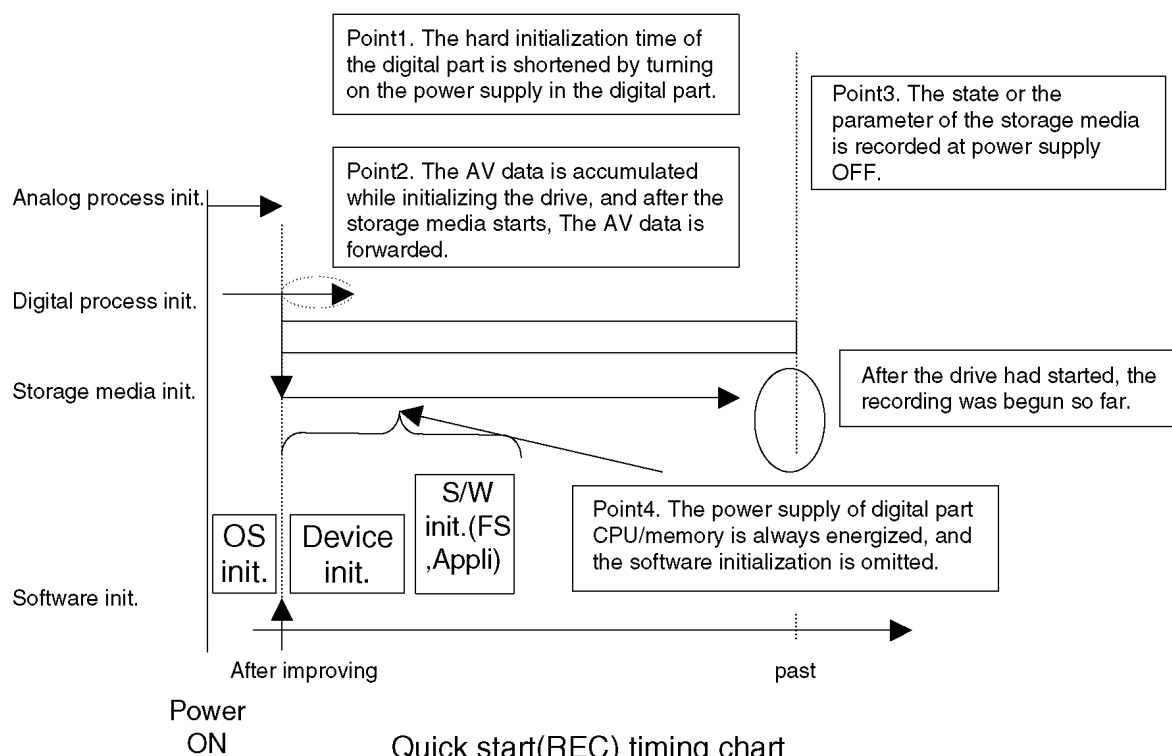 Point1. The hard initialization time of
the digital part is shortened by turning
on the power supply in the digital part.
Point3. The state or the
parameter of the storage media
is recorded at power supply
OFF.
Point2. The AV data is accumulated
while initializing the drive, and after the
storage media starts, The AV data is
forwarded.
Analog process init.
Digital process init.
Storage media init.
After the drive had started, the
recording was begun so far.
S/W
init.(FS
,Appli)
OS
init.
Device
init.
Point4. The power supply of digital part
CPU/memory is always energized, and
the software initialization is omitted.
Software init.
After improving
past
Power
ON
Quick start(REC) timing chart